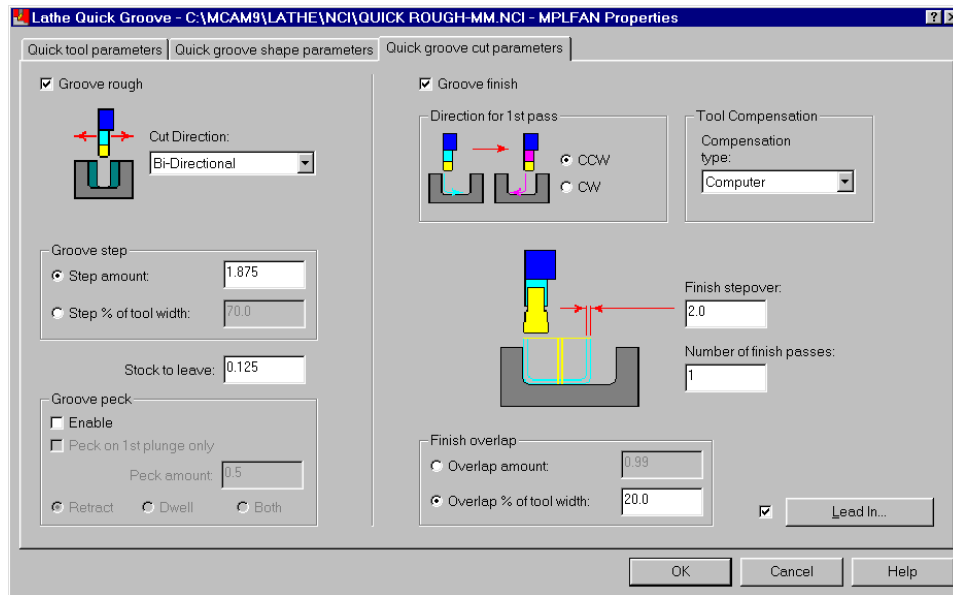 Lathe Quick Groove - C:\MCAM9\LATHE\NCI\QUICK ROUGH-MM.NCI - MPLFAN Properties
Quick tool parameters
Quick groove shape parameters
Quick groove cut parameters
Groove rough
Cut Direction:
Bi-Directional
Groove step
Step amount:
1.875
Step % of tool width:
70.0
Stock to leave:
0.125
Groove peck
Enable
Peck on 1st plunge only
Peck amount:
0.5
Retract
Dwell
Both
Groove finish
Direction for 1st pass
CCW
CW
Tool Compensation
Compensation
type:
Computer
Finish stepover:
2.0
Number of finish passes:
1
Finish overlap
Overlap amount:
0.99
Overlap % of tool width:
20.0
Lead In...
OK
Cancel
Help